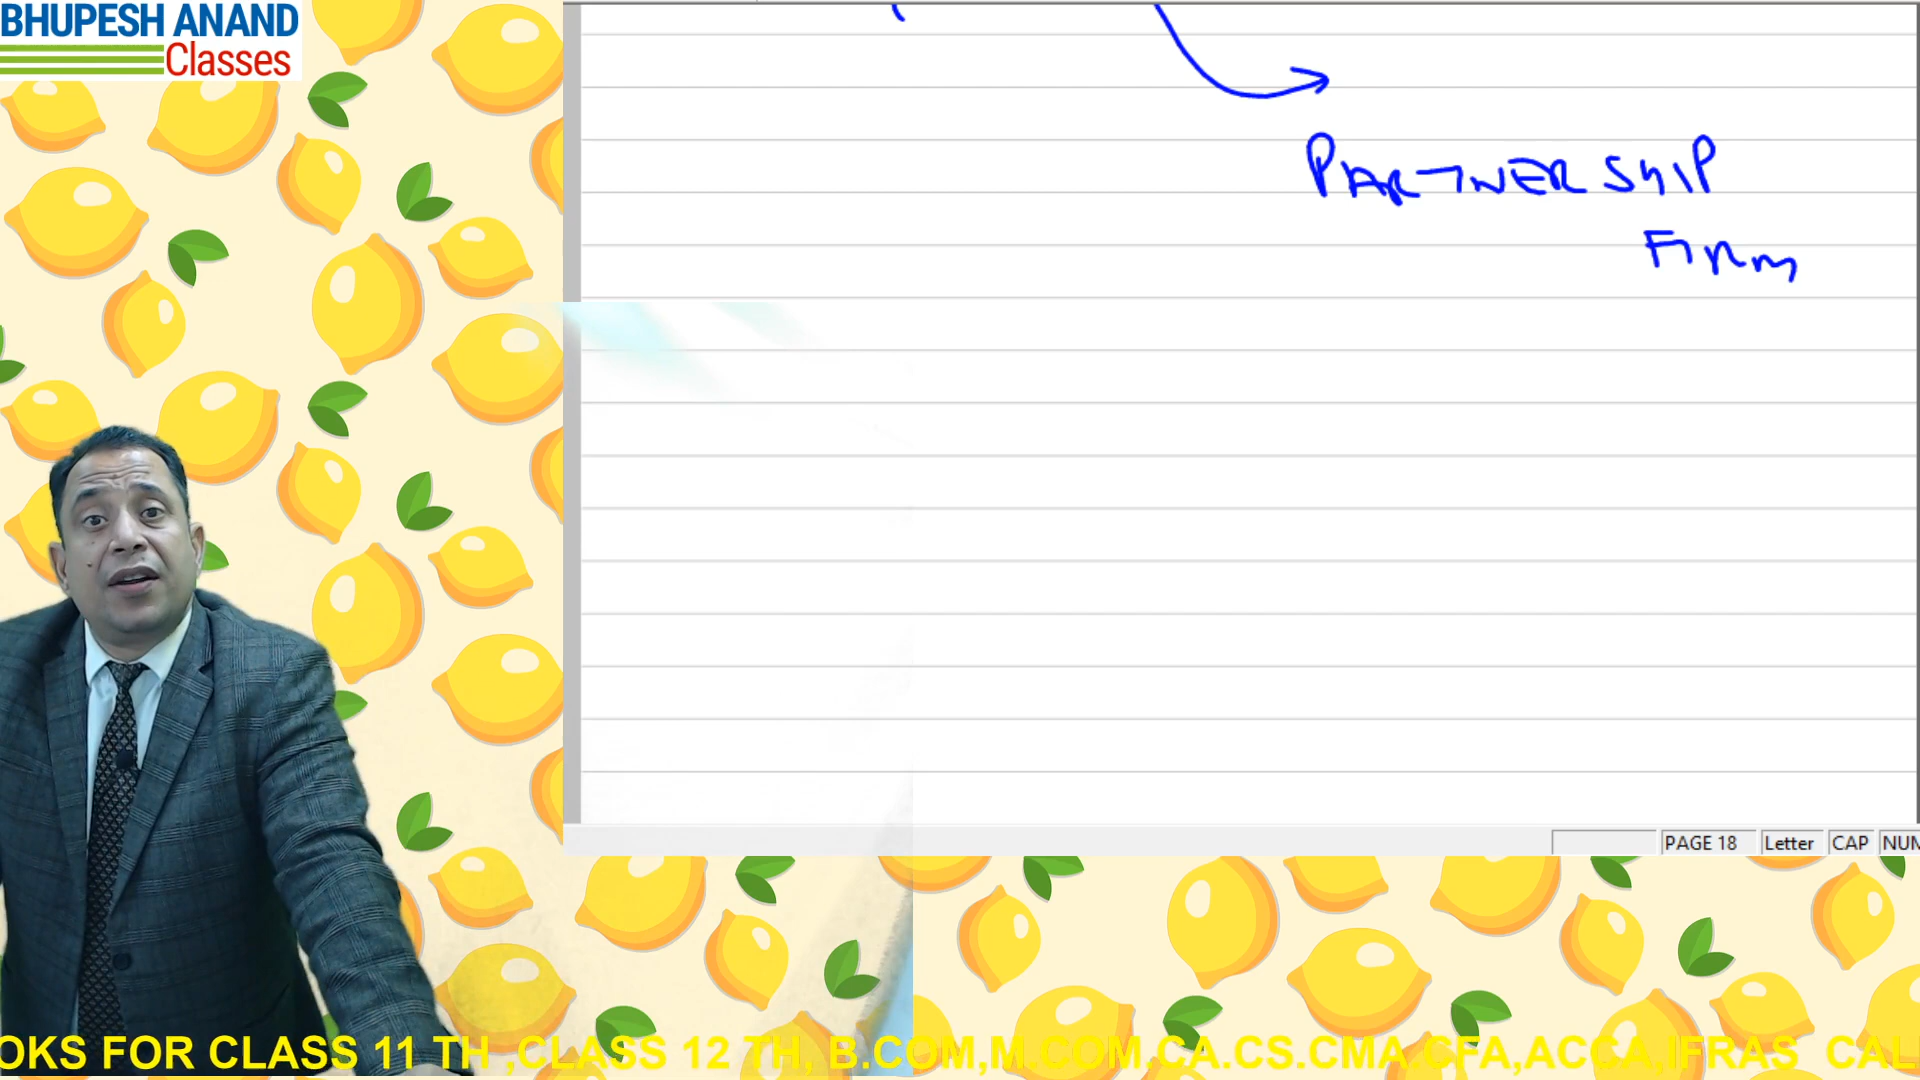 BHUPESH ANAND
Classes
PARTNERSHIP
FIRM
PAGE 18 Letter CAP NUM
OKS FOR CLASS 11 TH ,CLASS 12 TH, B.COM,M.COM.CA.CS.CMA.CFA,ACCA,IFRAS CAL